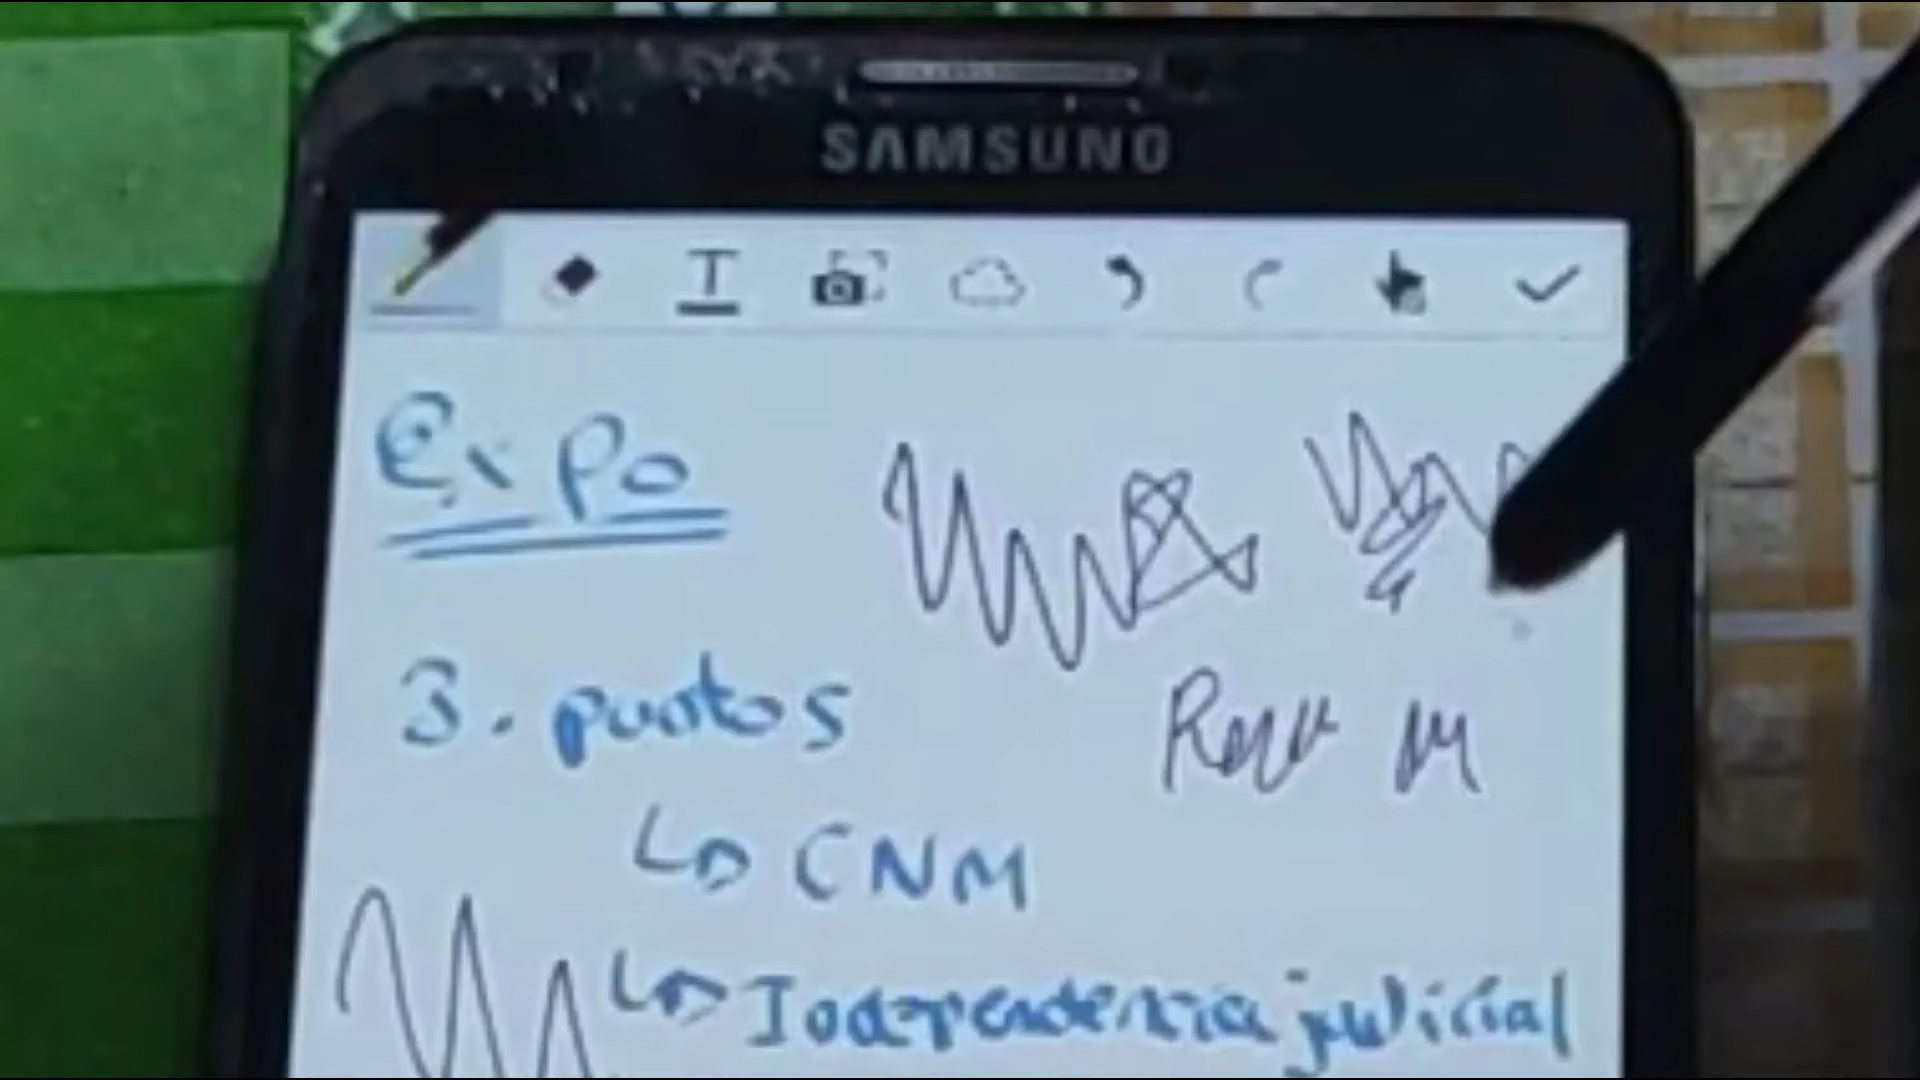 SAMSUNG
T
expo
3. puntos
CNM
Independencia judicial